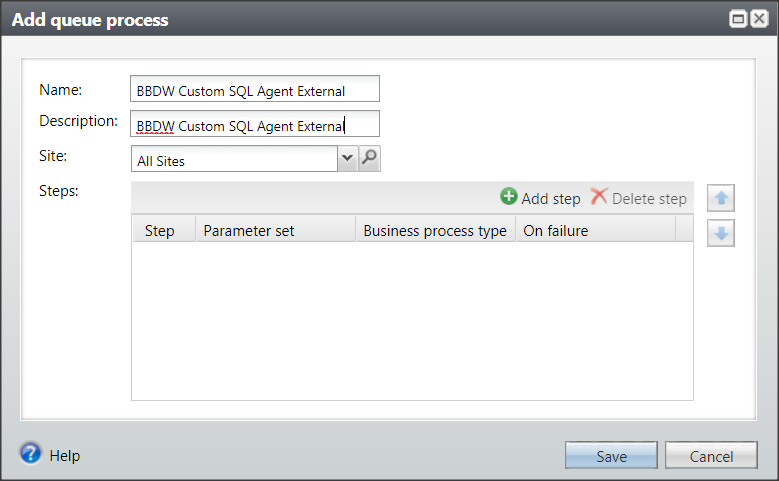 Add queue process
Name: BBDW Custom SQL Agent External
Description: BBDW Custom SQL Agent External
Site: All Sites
Steps: Add step Delete step
Step Parameter set Business process type On failure
Help Save Cancel